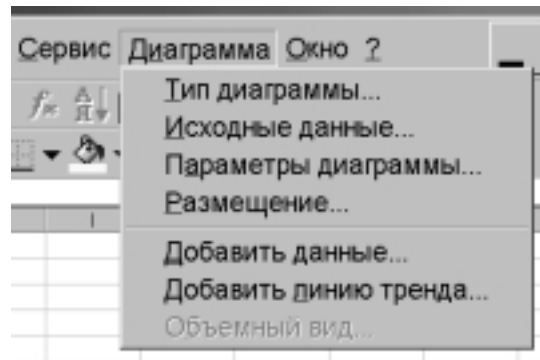 Сервис Диаграмма Окно ?
Тип диаграммы...
Исходные данные...
Параметры диаграммы...
Размещение...
Добавить данные...
Добавить линию тренда...
Объемный вид...